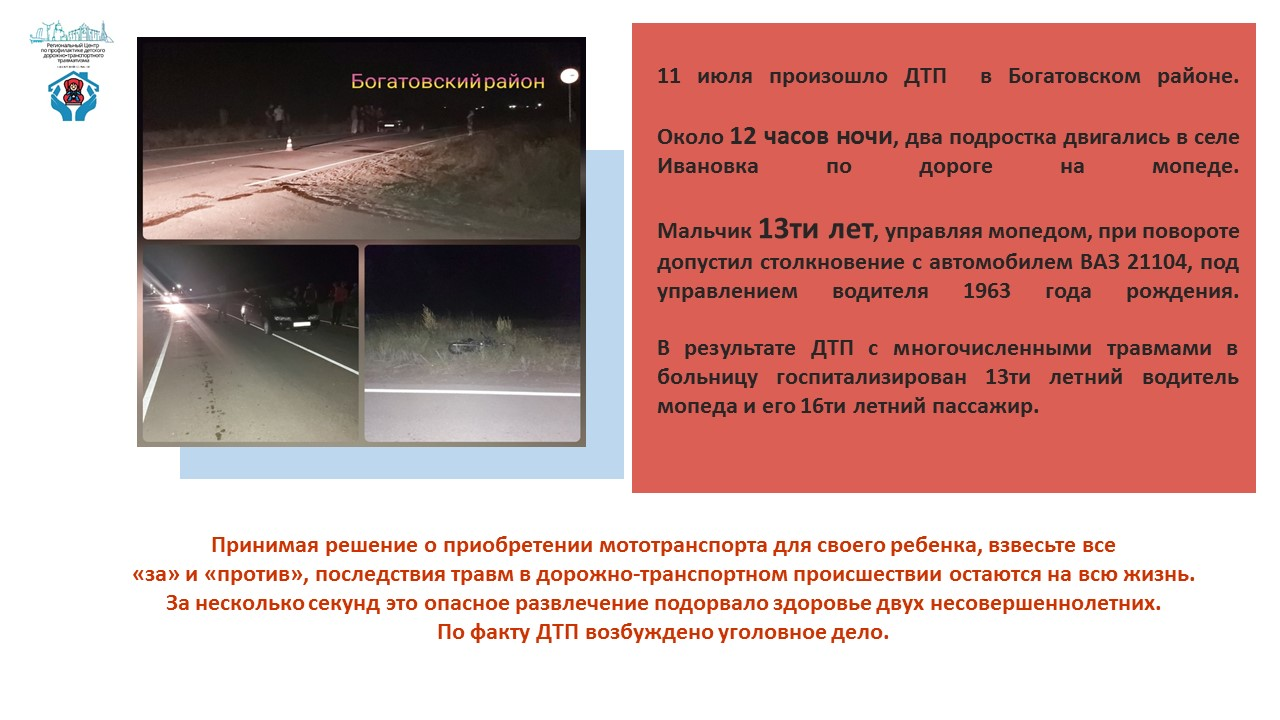 Региональный Центр
по профилактике детского
дорожно-транспортного
травматизма
Богатовский район
11 июля произошло ДТП в Богатовском районе.
Около 12 часов ночи, два подростка двигались в селе
Ивановка по дороге на мопеде.
Мальчик 13ти лет, управляя мопедом, при повороте
допустил столкновение с автомобилем ВАЗ 21104, под
управлением водителя 1963 года рождения.
В результате ДТП с многочисленными травмами в
больницу госпитализирован 13ти летний водитель
мопеда и его 16ти летний пассажир.
Принимая решение о приобретении мототранспорта для своего ребенка, взвесьте все
«за» и «против», последствия травм в дорожно-транспортном происшествии остаются на всю жизнь.
За несколько секунд это опасное развлечение подорвало здоровье двух несовершеннолетних.
По факту ДТП возбуждено уголовное дело.